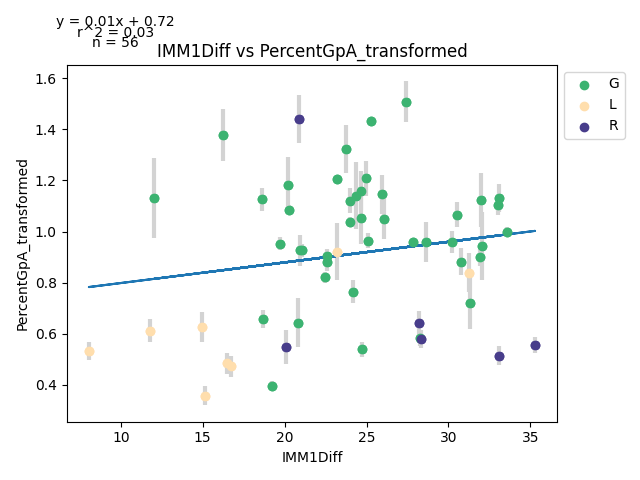 y = 0.01x + 0.72
r^2 = 0.03
n = 56
IMM1Diff vs PercentGpA_transformed
1.6
1.4
1.2
1.0
0.8
0.6
0.4
PercentGpA_transformed
10
15
20
25
30
35
IMM1Diff
G
L
R